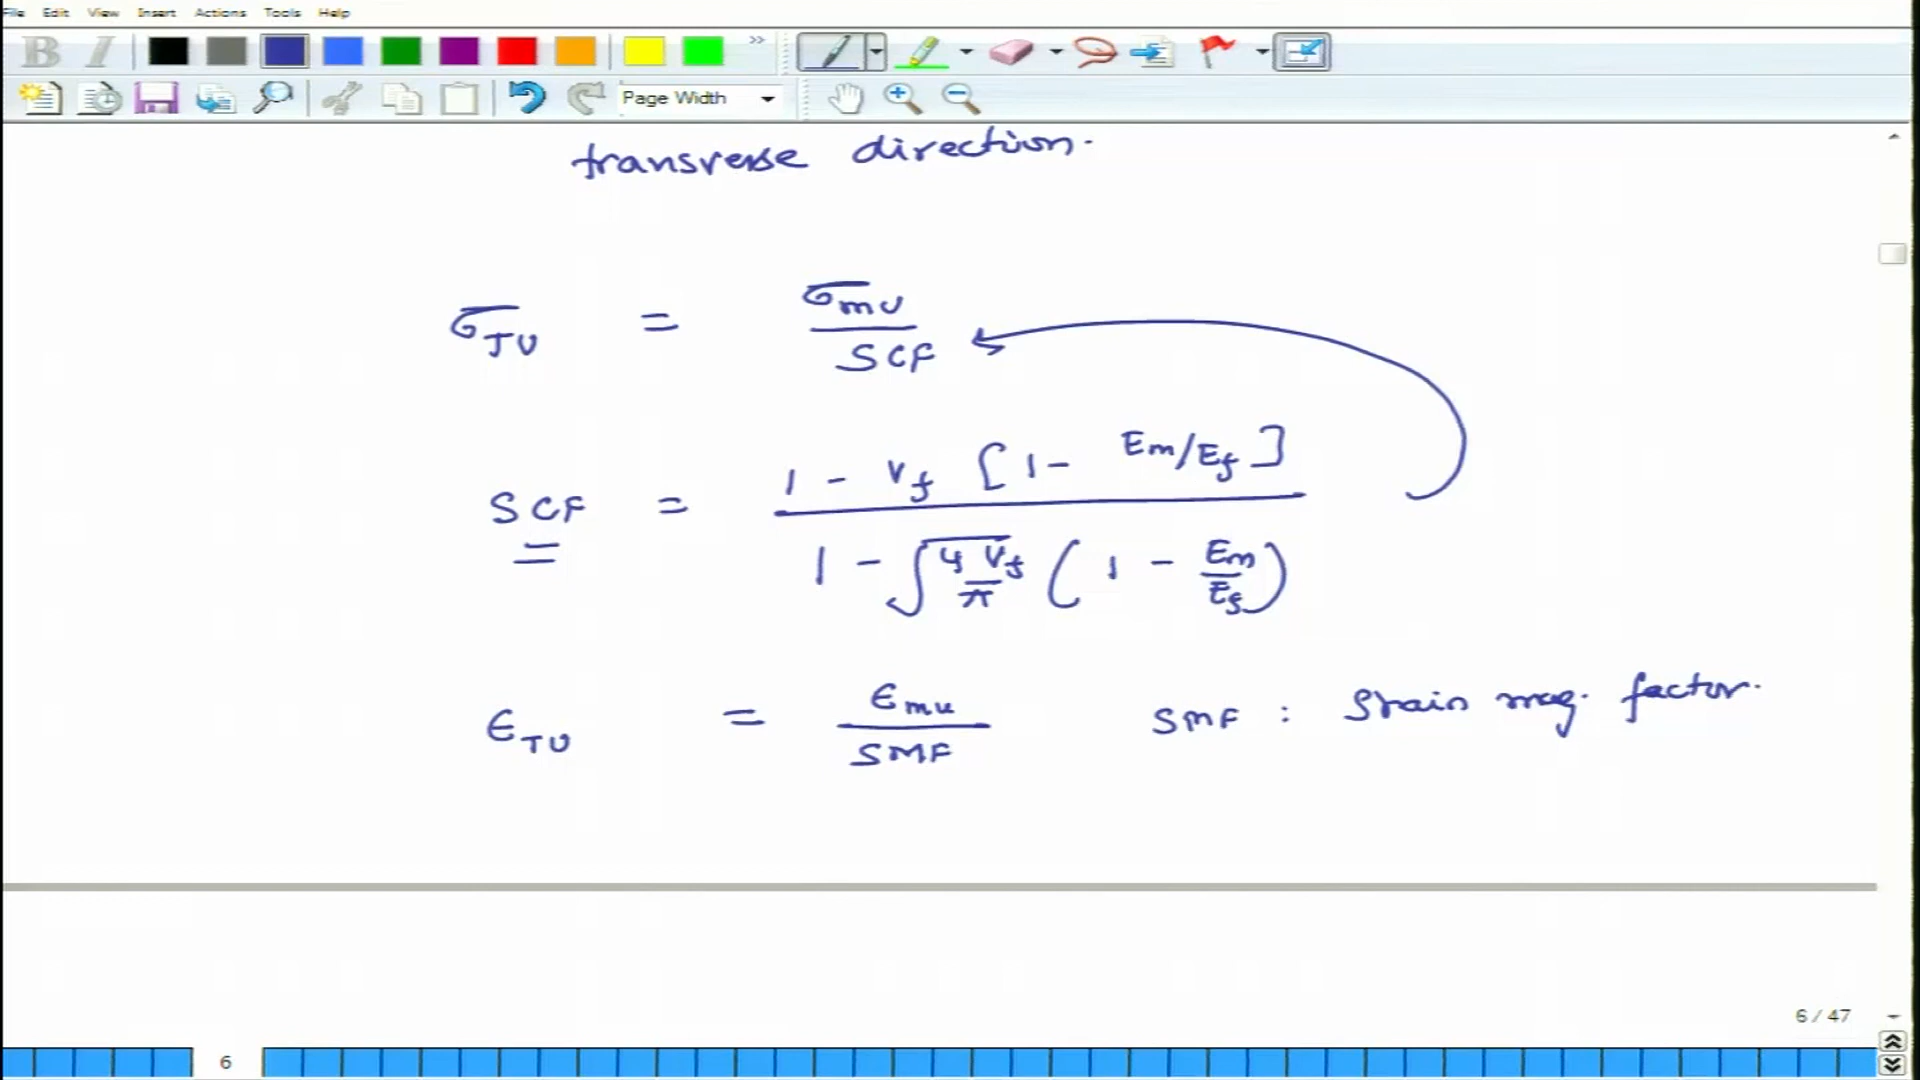 File Edit View Insert Actions Tools Help
B I
Page Width
transverse direction.
σTU = σmU / SCF
SCF = 1 - Vf [1 - Em/Ef] / 1 - √(4Vf/π) (1 - Em/Ef)
εTU = εmu / SMF SMF : Strain mag. factor.
6 / 47
6